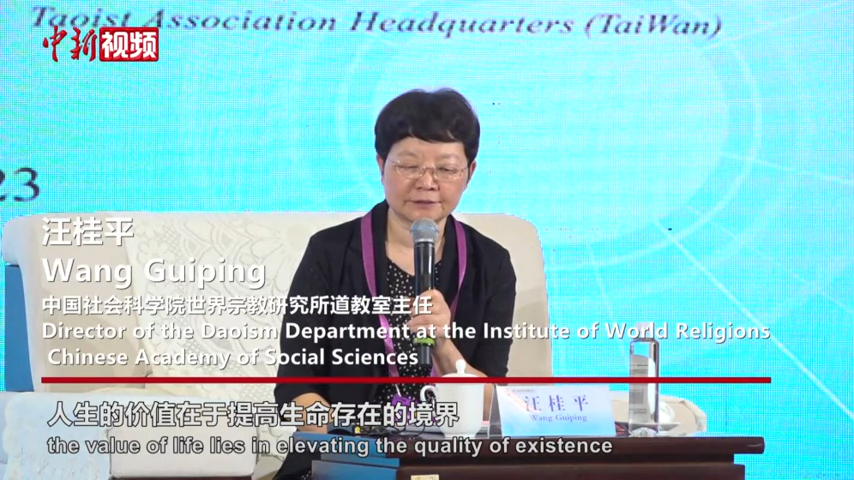 Taoist Association Headquarters (TaiWan)
中新视频
23
汪桂平
Wang Guiping
中国社会科学院世界宗教研究所道教室主任
Director of the Daoism Department at the Institute of World Religions
Chinese Academy of Social Sciences
汪桂平
Wang Guiping
人生的价值在于提高生命存在的境界
the value of life lies in elevating the quality of existence